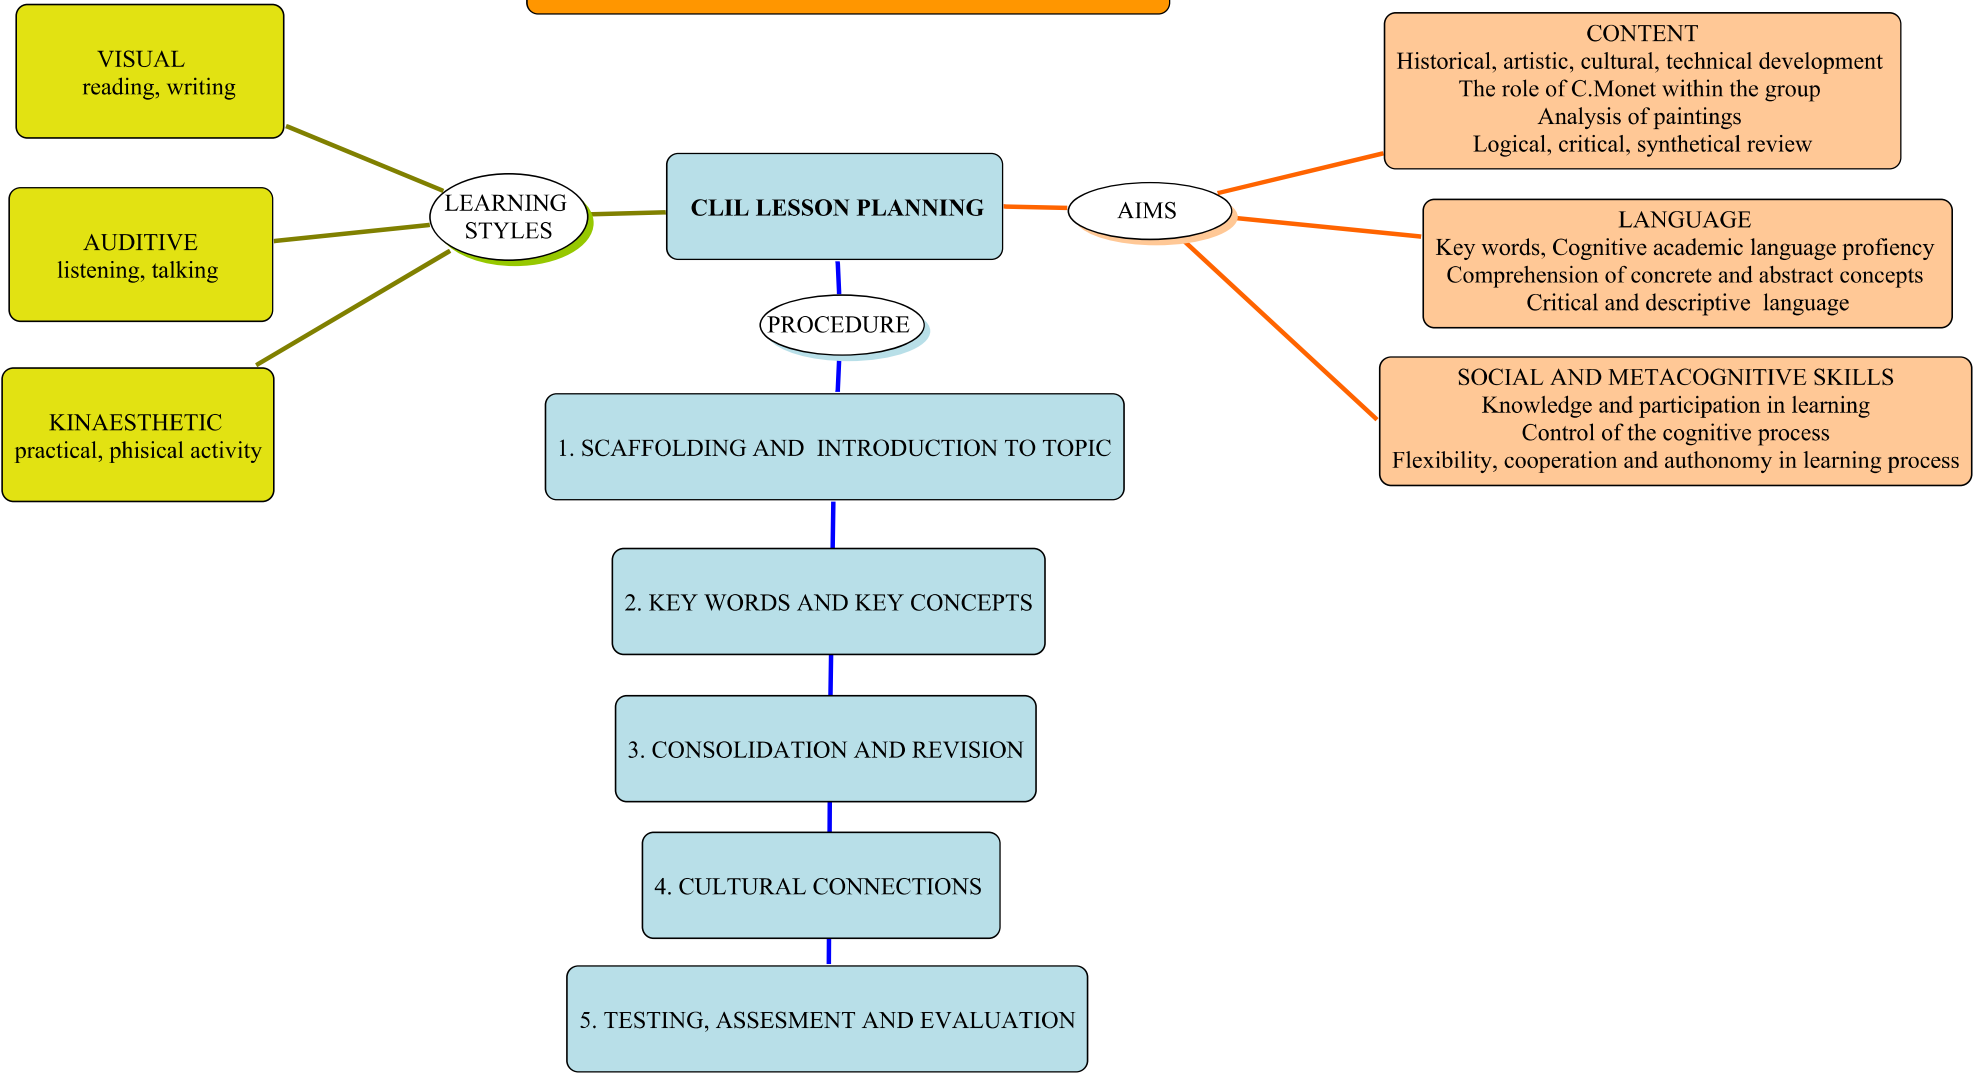 VISUAL
reading, writing
AUDITIVE
listening, talking
KINAESTHETIC
practical, phisical activity
LEARNING
STYLES
CLIL LESSON PLANNING
AIMS
CONTENT
Historical, artistic, cultural, technical development
The role of C.Monet within the group
Analysis of paintings
Logical, critical, synthetical review
LANGUAGE
Key words, Cognitive academic language profiency
Comprehension of concrete and abstract concepts
Critical and descriptive  language
SOCIAL AND METACOGNITIVE SKILLS
Knowledge and participation in learning
Control of the cognitive process
Flexibility, cooperation and authonomy in learning process
PROCEDURE
1. SCAFFOLDING AND  INTRODUCTION TO TOPIC
2. KEY WORDS AND KEY CONCEPTS
3. CONSOLIDATION AND REVISION
4. CULTURAL CONNECTIONS
5. TESTING, ASSESMENT AND EVALUATION